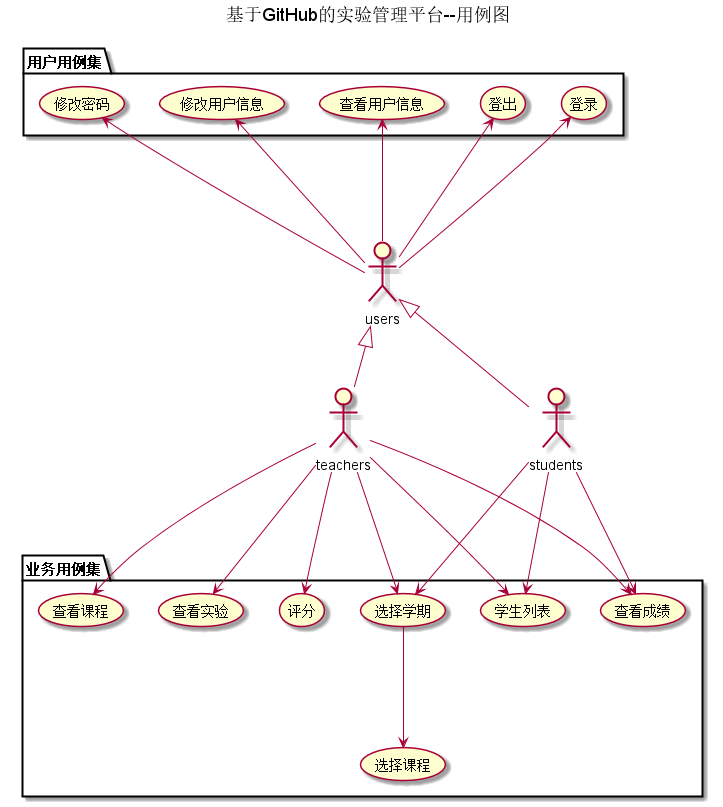 基于GitHub的实验管理平台--用例图
用户用例集
修改密码
修改用户信息
查看用户信息
登出
登录
users
teachers
students
业务用例集
查看课程
查看实验
评分
选择学期
学生列表
查看成绩
选择课程